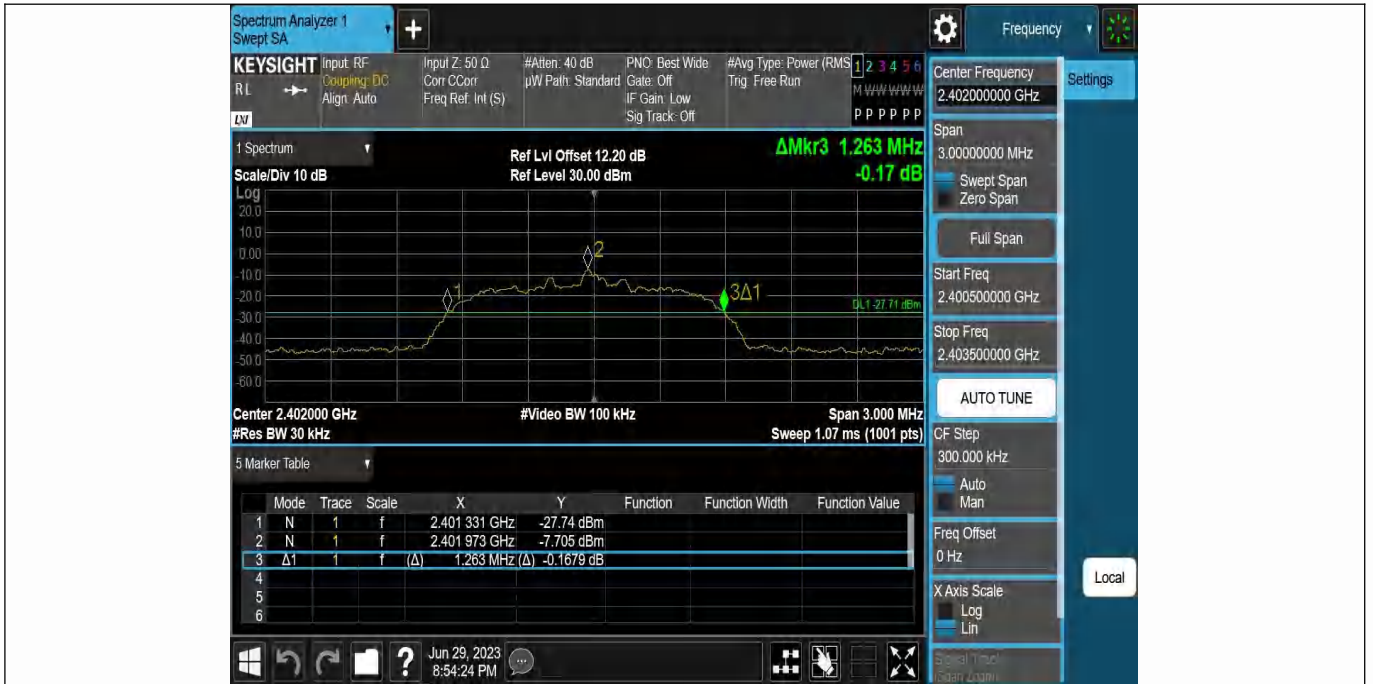 Spectrum Analyzer 1
Swept SA
+
Frequency
KEYSIGHT
RL
LXI
Input: RF
Coupling: DC
Align: Auto
Input Z: 50 Ω
Corr CCorr
Freq Ref: Int (S)
#Atten: 40 dB
µW Path: Standard
PNO: Best Wide
Gate: Off
IF Gain: Low
Sig Track: Off
#Avg Type: Power (RMS
Trig: Free Run
1 2 3 4 5 6
M W W W W W
P P P P P P
1 Spectrum
Scale/Div 10 dB
Ref Lvl Offset 12.20 dB
Ref Level 30.00 dBm
ΔMkr3 1.263 MHz
-0.17 dB
Log
20.0
10.0
0.00
-10.0
-20.0
-30.0
-40.0
-50.0
-60.0
1
2
3Δ1
DL1 -27.71 dBm
Center 2.402000 GHz
#Video BW 100 kHz
Span 3.000 MHz
#Res BW 30 kHz
Sweep 1.07 ms (1001 pts)
5 Marker Table
Mode Trace Scale X Y Function Function Width Function Value
1 N 1 f 2.401 331 GHz -27.74 dBm
2 N 1 f 2.401 973 GHz -7.705 dBm
3 Δ1 1 f (Δ) 1.263 MHz (Δ) -0.1679 dB
4
5
6
?
Jun 29, 2023
8:54:24 PM
Center Frequency
2.402000000 GHz
Settings
Span
3.00000000 MHz
Swept Span
Zero Span
Full Span
Start Freq
2.400500000 GHz
Stop Freq
2.403500000 GHz
AUTO TUNE
CF Step
300.000 kHz
Auto
Man
Freq Offset
0 Hz
Local
X Axis Scale
Log
Lin
Signal Track
(Span Zoom)